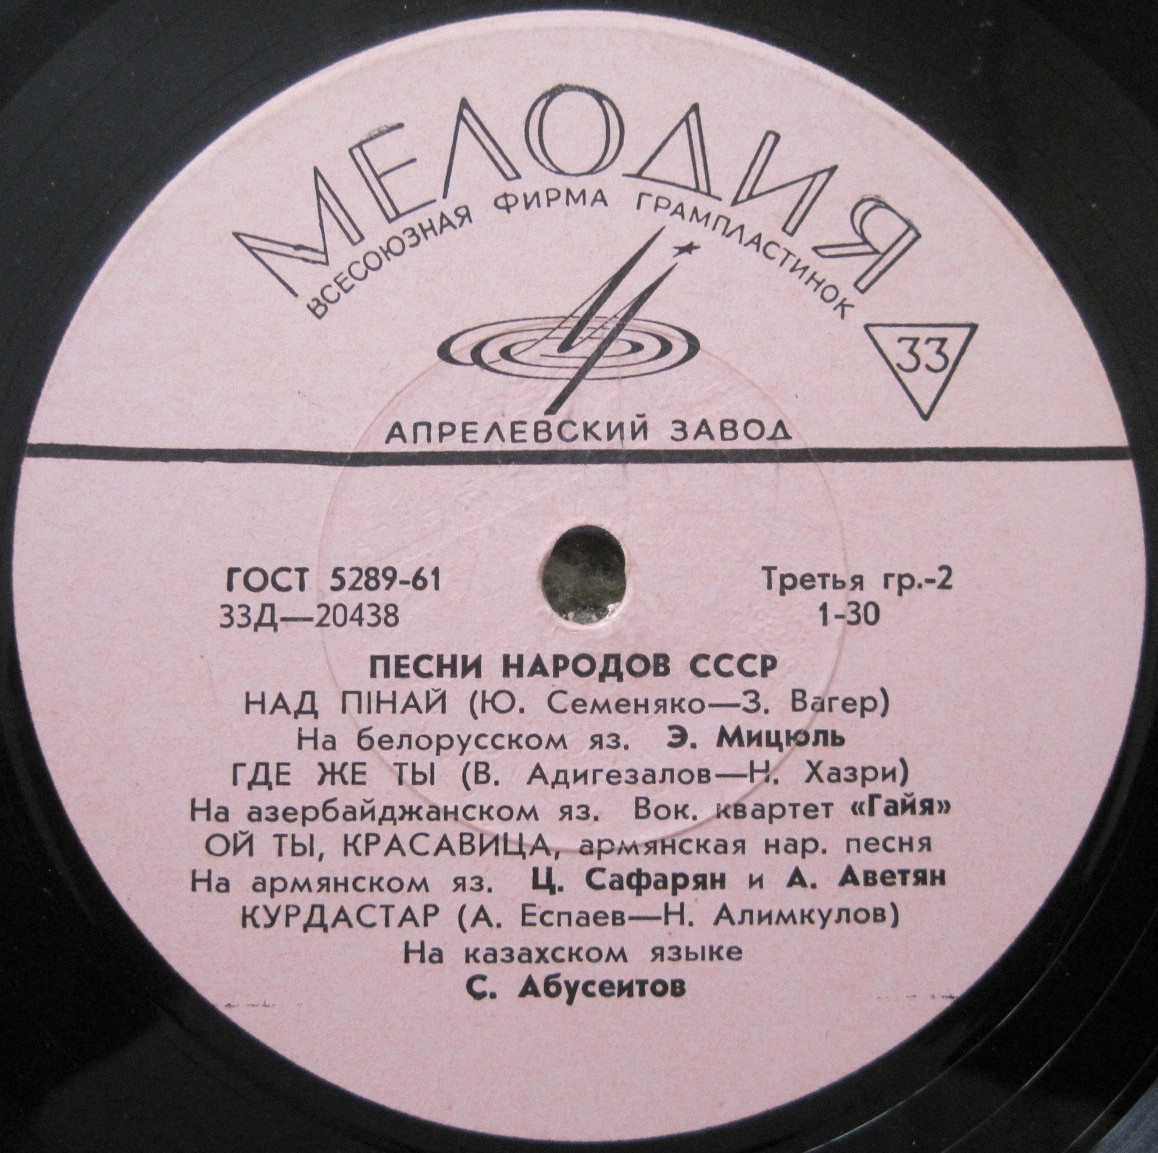 МЕЛОДИЯ
ВСЕСОЮЗНАЯ ФИРМА ГРАМПЛАСТИНОК
33
АПРЕЛЕВСКИЙ ЗАВОД
ГОСТ 5289-61 Третья гр.-2
33Д—20438 1-30
ПЕСНИ НАРОДОВ СССР
НАД ПІНАЙ (Ю. Семеняко—З. Вагер)
На белорусском яз. Э. Мицюль
ГДЕ ЖЕ ТЫ (В. Адигезалов—Н. Хазри)
На азербайджанском яз. Вок. квартет «Гайя»
ОЙ ТЫ, КРАСАВИЦА, армянская нар. песня
На армянском яз. Ц. Сафарян и А. Аветян
КУРДАСТАР (А. Еспаев—Н. Алимкулов)
На казахском языке
С. Абусеитов